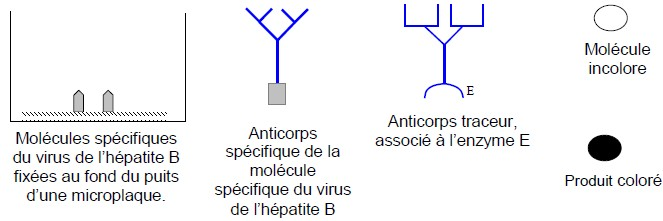 Molécules spécifiques
du virus de l'hépatite B
fixées au fond du puits
d'une microplaque.
Anticorps
spécifique de la
molécule
spécifique du virus
de l'hépatite B
E
Anticorps traceur,
associé à l'enzyme E
Molécule
incolore
Produit coloré